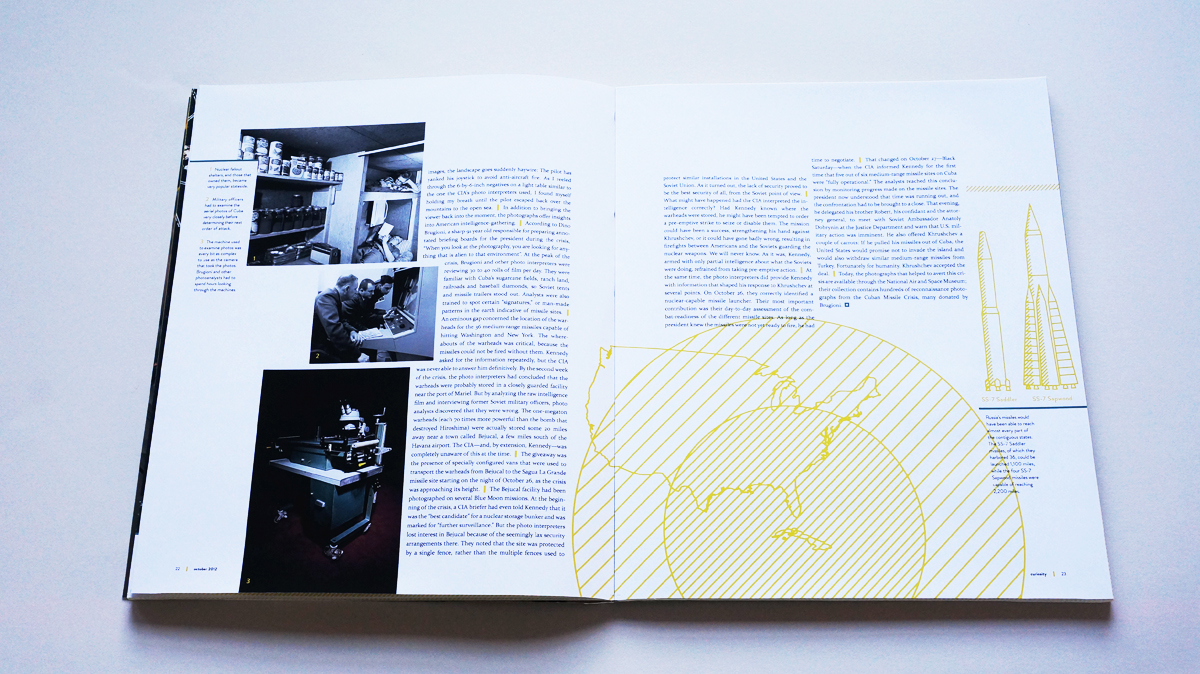 1 Nuclear fallout
shelters, and those that
owned them, became
very popular statewide.
2 Military officers
had to examine the
aerial photos of Cuba
very closely before
determining their next
order of attack.
3 The machine used
to examine photos was
every bit as complex
to use as the camera
that took the photos.
Brugioni and other
photoanalysts had to
spend hours looking
through the machines.
1
2
3
images, the landscape goes suddenly haywire. The pilot has
yanked his joystick to avoid anti-aircraft fire. As I sorted
through the 6-by-6-inch negatives on a light table similar to
the one the CIA's photo interpreters used, I found myself
holding my breath until the pilot escaped back over the
mountains to the open sea. | In addition to bringing the
viewer back into the moment, the photographs offer insights
into American intelligence gathering. | According to Dino
Brugioni, a sharp 91 year old responsible for preparing anno-
tated briefing boards for the president during the crisis,
"When you look at the photography, you are looking for any-
thing that is alien to that environment". At the peak of the
crisis, Brugioni and other photo interpreters were
reviewing 30 to 40 rolls of film per day. They were
familiar with Cuba's sugarcane fields, ranch land,
railroads and baseball diamonds, so Soviet tents
and missile trailers stood out. Analysts were also
trained to spot certain "signatures," or man-made
patterns in the earth indicative of missile sites. |
An ominous gap concerned the location of the war-
heads for the 36 medium-range missiles capable of
hitting Washington and New York. The where-
abouts of the warheads was critical, because the
missiles could not be fired without them. Kennedy
asked for the information repeatedly, but the CIA
was never able to answer him definitively. By the second week
of the crisis, the photo interpreters had concluded that the
warheads were probably stored in a closely guarded facility
near the port of Mariel. But by analyzing the raw intelligence
film and interviewing former Soviet military officers, photo
analysts discovered that they were wrong. The one-megaton
warheads (each 70 times more powerful than the bomb that
destroyed Hiroshima) were actually stored some 20 miles
away near a town called Bejucal, a few miles south of the
Havana airport. The CIA—and, by extension, Kennedy—was
completely unaware of this at the time. | The giveaway was
the presence of specially configured vans that were used to
transport the warheads from Bejucal to the Sagua La Grande
missile site starting on the night of October 26, as the crisis
was approaching its height. | The Bejucal facility had been
photographed on several Blue Moon missions. At the begin-
ning of the crisis, a CIA briefer had even told Kennedy that it
was the "best candidate" for a nuclear storage bunker and was
marked for "further surveillance." But the photo interpreters
lost interest in Bejucal because of the seemingly lax security
arrangements there. They noted that the site was protected
by a single fence, rather than the multiple fences used to
22 | october 2012
protect similar installations in the United States and the
Soviet Union. As it turned out, the lack of security proved to
be the best security of all, from the Soviet point of view. |
What might have happened had the CIA interpreted the in-
telligence, correctly? Had Kennedy known where the
warheads were stored, he might have been tempted to order
a pre-emptive strike to seize or disable them. The mission
could have been a success, strengthening his hand against
Khrushchev, or it could have gone badly wrong, resulting in
firefights between Americans and the Soviets guarding the
nuclear weapons. We will never know. As it was, Kennedy,
armed with only partial intelligence about what the Soviets
were doing, refrained from taking pre-emptive action. | At
the same time, the photo interpreters did provide Kennedy
with information that shaped his response to Khrushchev at
several points. On October 26, they correctly identified a
nuclear-capable missile launcher. Their most important
contribution was their day-to-day assessment of the com-
bat-readiness of the different missile sites. As long as the
president knew the missiles were not yet ready to fire, he had
time to negotiate. | That changed on October 27—Black
Saturday—when the CIA informed Kennedy for the first
time that five out of six medium-range missile sites on Cuba
were "fully operational." The analysts reached this conclu-
sion by monitoring progress made on the missile sites. The
president now understood that time was running out, and
the confrontation had to be brought to a close. That evening,
he delegated his brother Robert, his confidant and the attor-
ney general, to meet with Soviet Ambassador Anatoly
Dobrynin at the Justice Department and warn that U.S. mil-
itary action was imminent. He also offered Khrushchev a
couple of carrots: If he pulled his missiles out of Cuba, the
United States would promise not to invade the island and
would also withdraw similar medium-range missiles from
Turkey. Fortunately for humanity, Khrushchev accepted the
deal. | Today, the photographs that helped to avert this cri-
sis are available through the National Air and Space Museum;
their collection contains hundreds of reconnaissance photo-
graphs from the Cuban Missile Crisis, many donated by
Brugioni.
SS-7 Saddler
SS-7 Sapwood
Russia's missiles would
have been able to reach
almost every part of
the contiguous states.
The SS-7 Saddler
missiles, of which they
harbored 36, could be
launched 1,100 miles,
while the four SS-7
Sapwood missiles were
capable of reaching
2,200 miles.
curiosity | 23